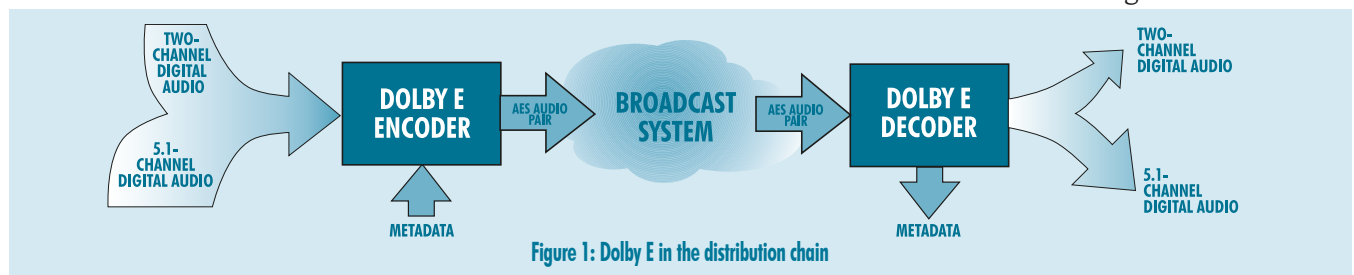 TWO-
CHANNEL
DIGITAL
AUDIO
5.1-
CHANNEL
DIGITAL AUDIO
DOLBY E
ENCODER
METADATA
AES AUDIO
PAIR
BROADCAST
SYSTEM
AES AUDIO
PAIR
DOLBY E
DECODER
METADATA
TWO-
CHANNEL
DIGITAL AUDIO
5.1-
CHANNEL
DIGITAL AUDIO
Figure 1: Dolby E in the distribution chain